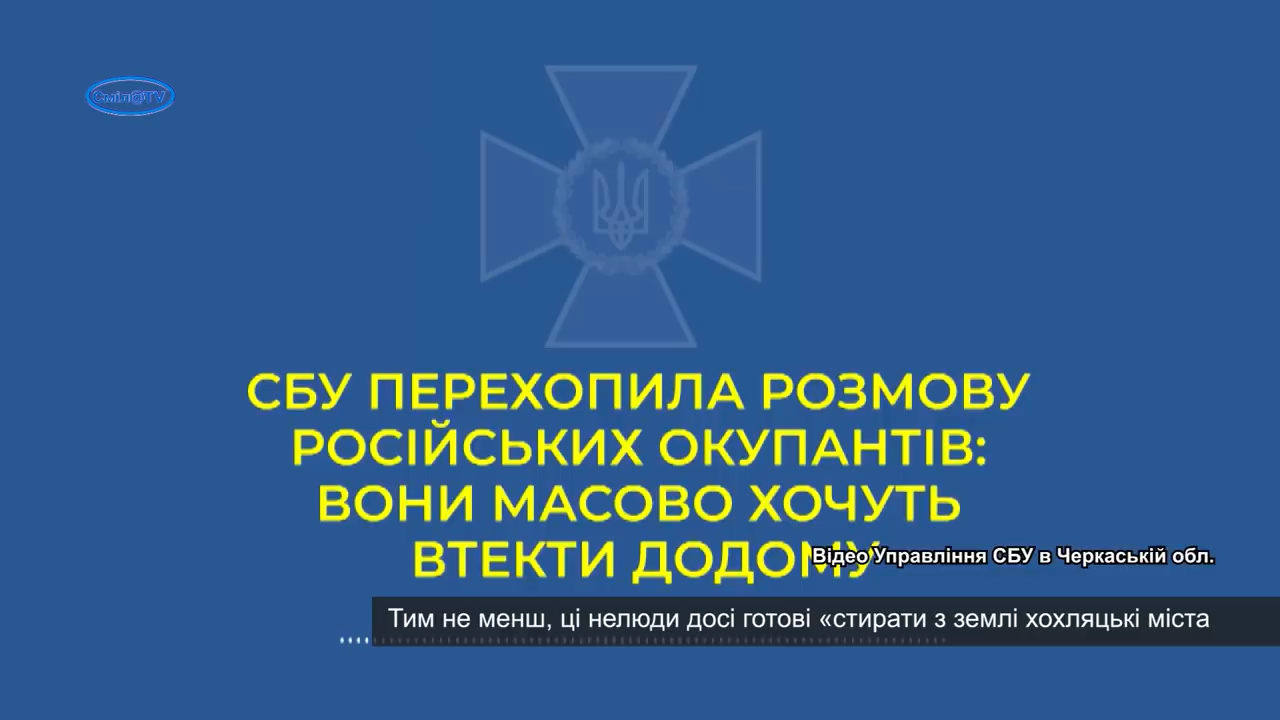 Сміл@TV
СБУ ПЕРЕХОПИЛА РОЗМОВУ
РОСІЙСЬКИХ ОКУПАНТІВ:
ВОНИ МАСОВО ХОЧУТЬ
ВТЕКТИ ДОДОМУ
Відео Управління СБУ в Черкаській обл.
Тим не менш, ці нелюди досі готові «стирати з землі хохляцькі міста